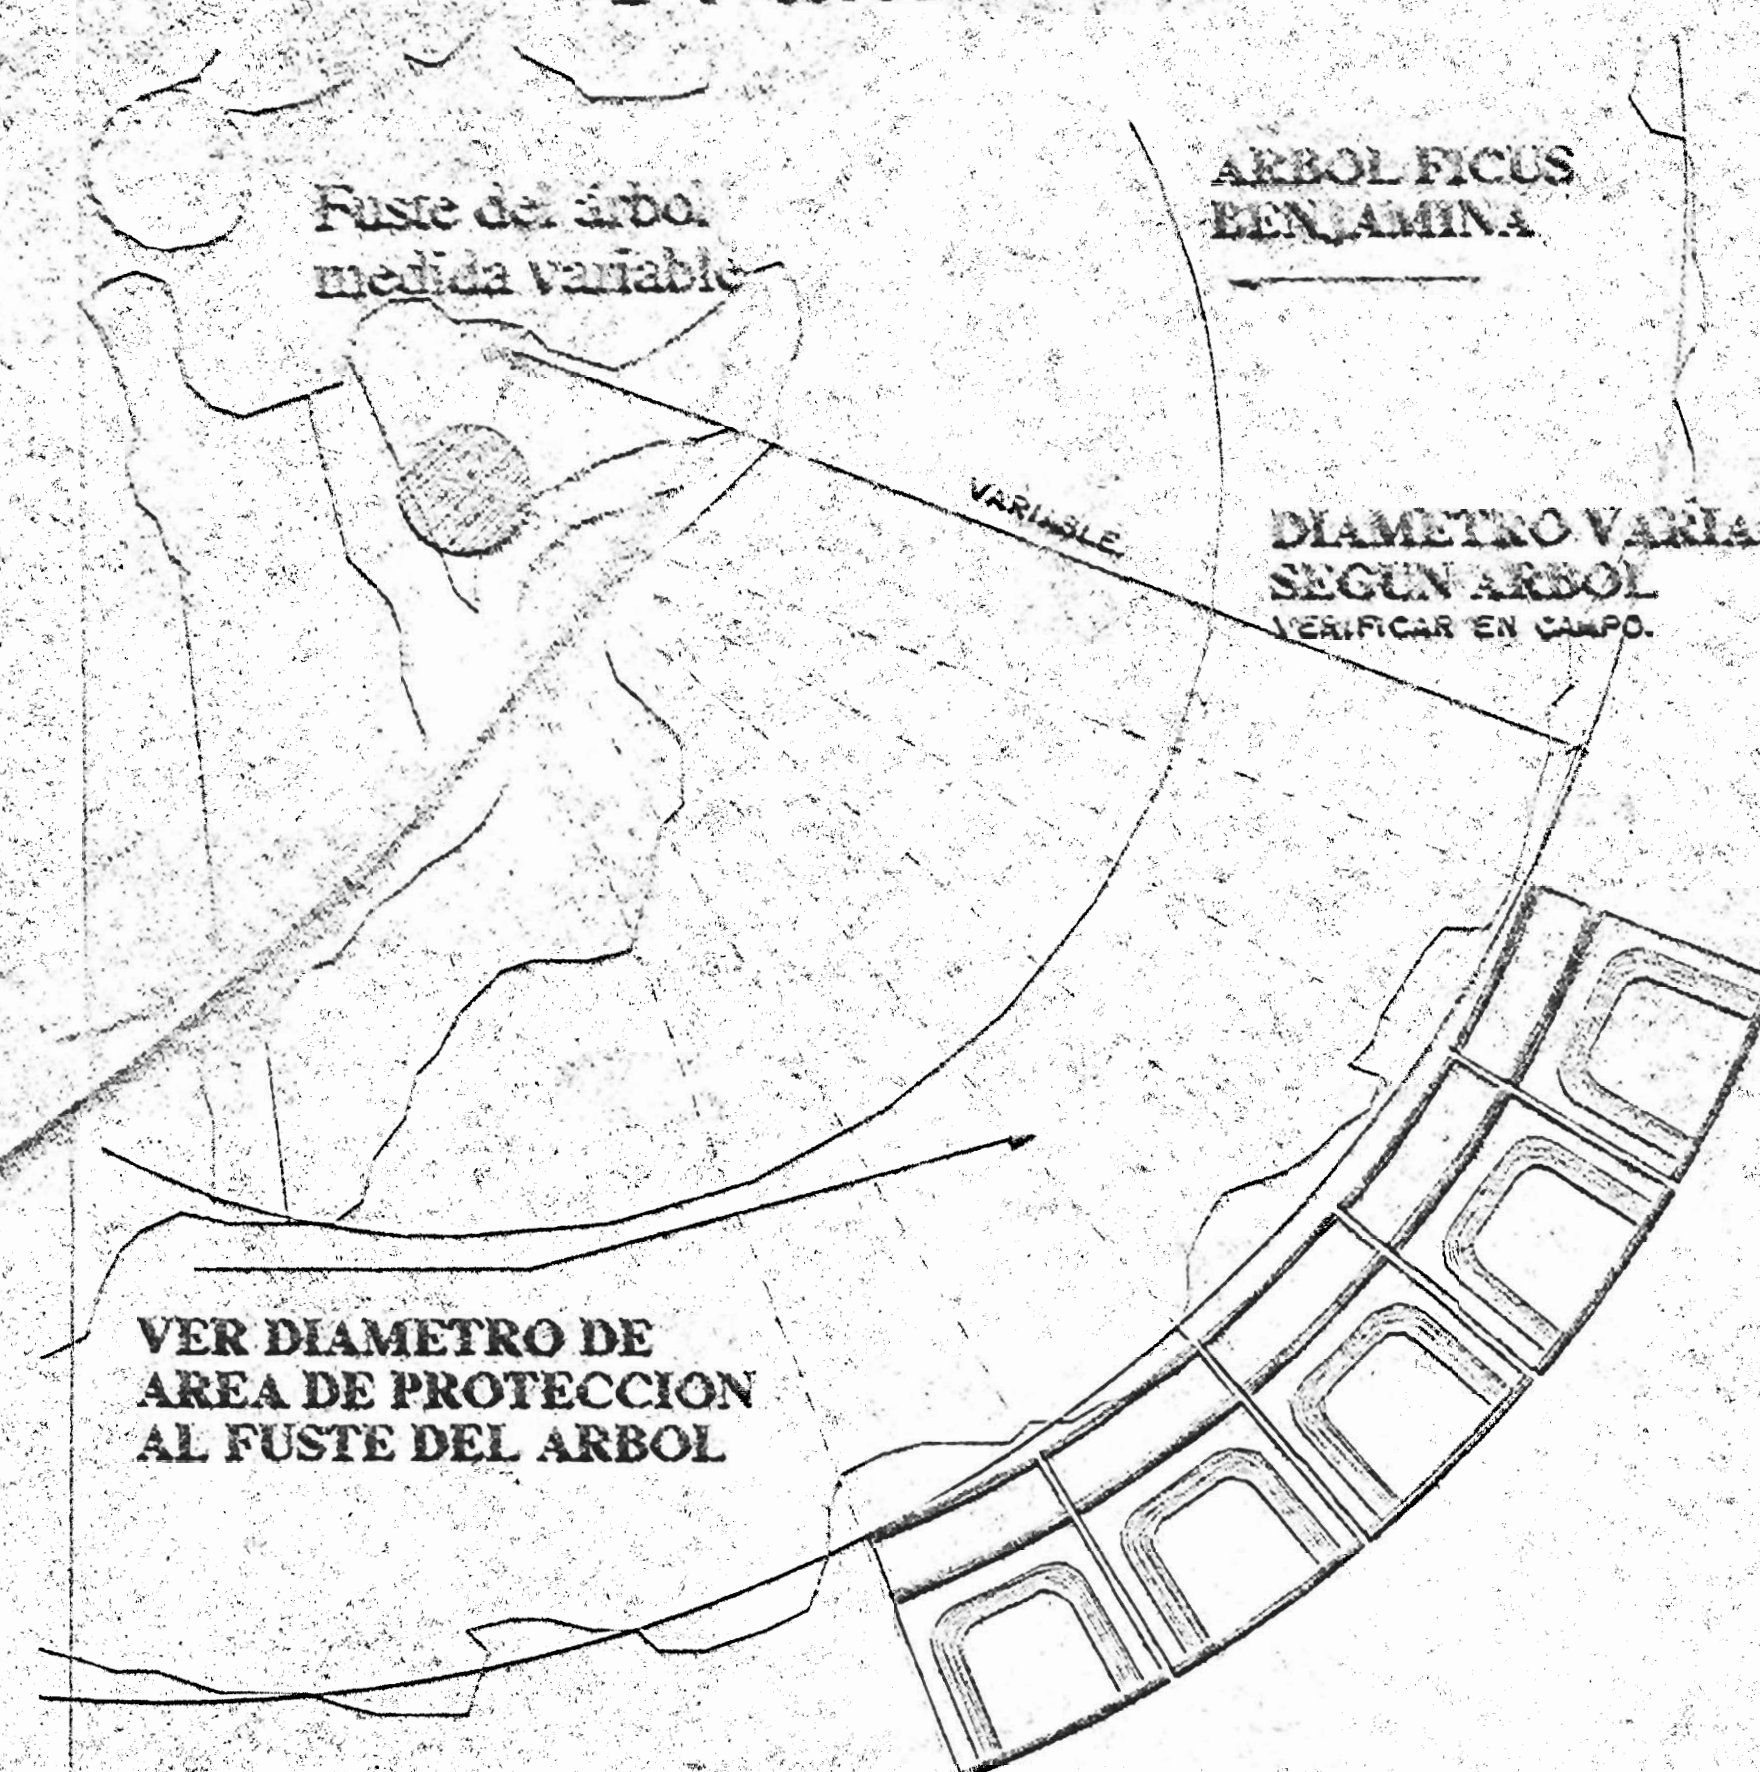 Fuste del árbol
medida variable
ARBOL FICUS
BENJAMINA
VARIABLE.
DIAMETRO VARIA
SEGUN ARBOL
VERIFICAR EN CAMPO.
VER DIAMETRO DE
AREA DE PROTECCION
AL FUSTE DEL ARBOL